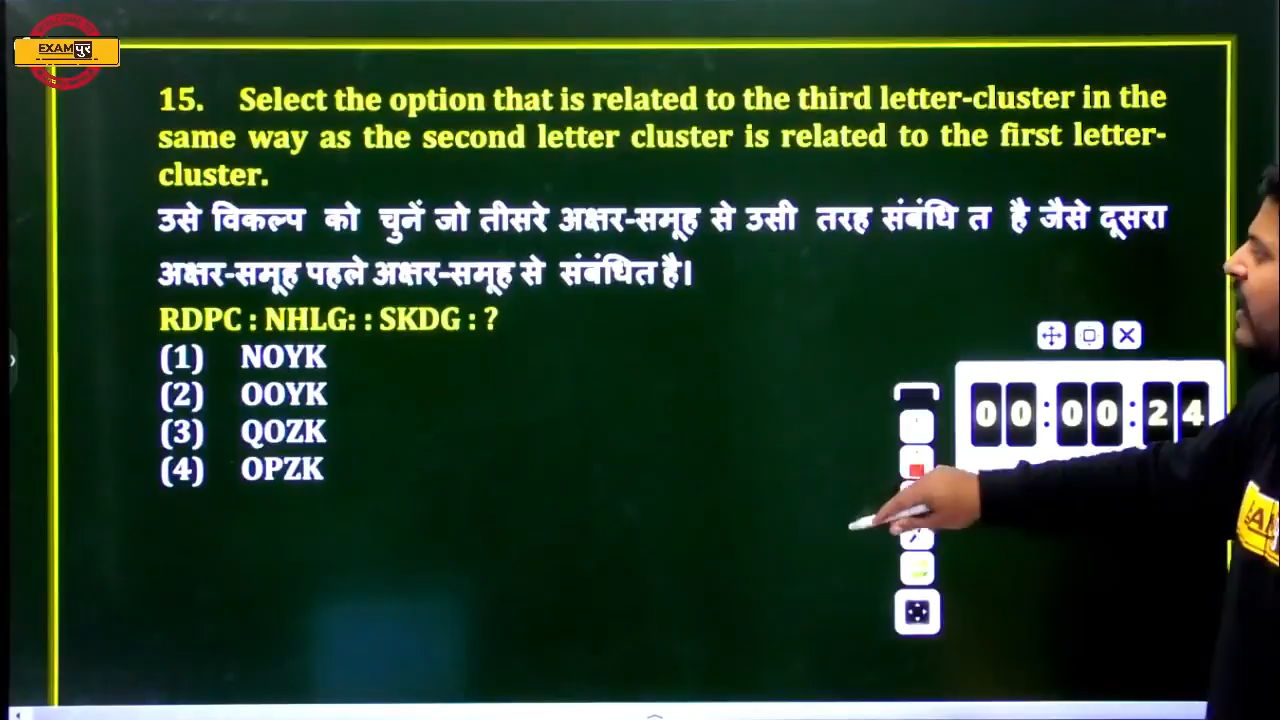 EXAMपुर
15. Select the option that is related to the third letter-cluster in the
same way as the second letter cluster is related to the first letter-
cluster.
उसे विकल्प को चुनें जो तीसरे अक्षर-समूह से उसी तरह संबंधि त है जैसे दूसरा
अक्षर-समूह पहले अक्षर-समूह से संबंधित है।
RDPC : NHLG: : SKDG : ?
(1) NOYK
(2) OOYK
(3) QOZK
(4) OPZK
00:00:24